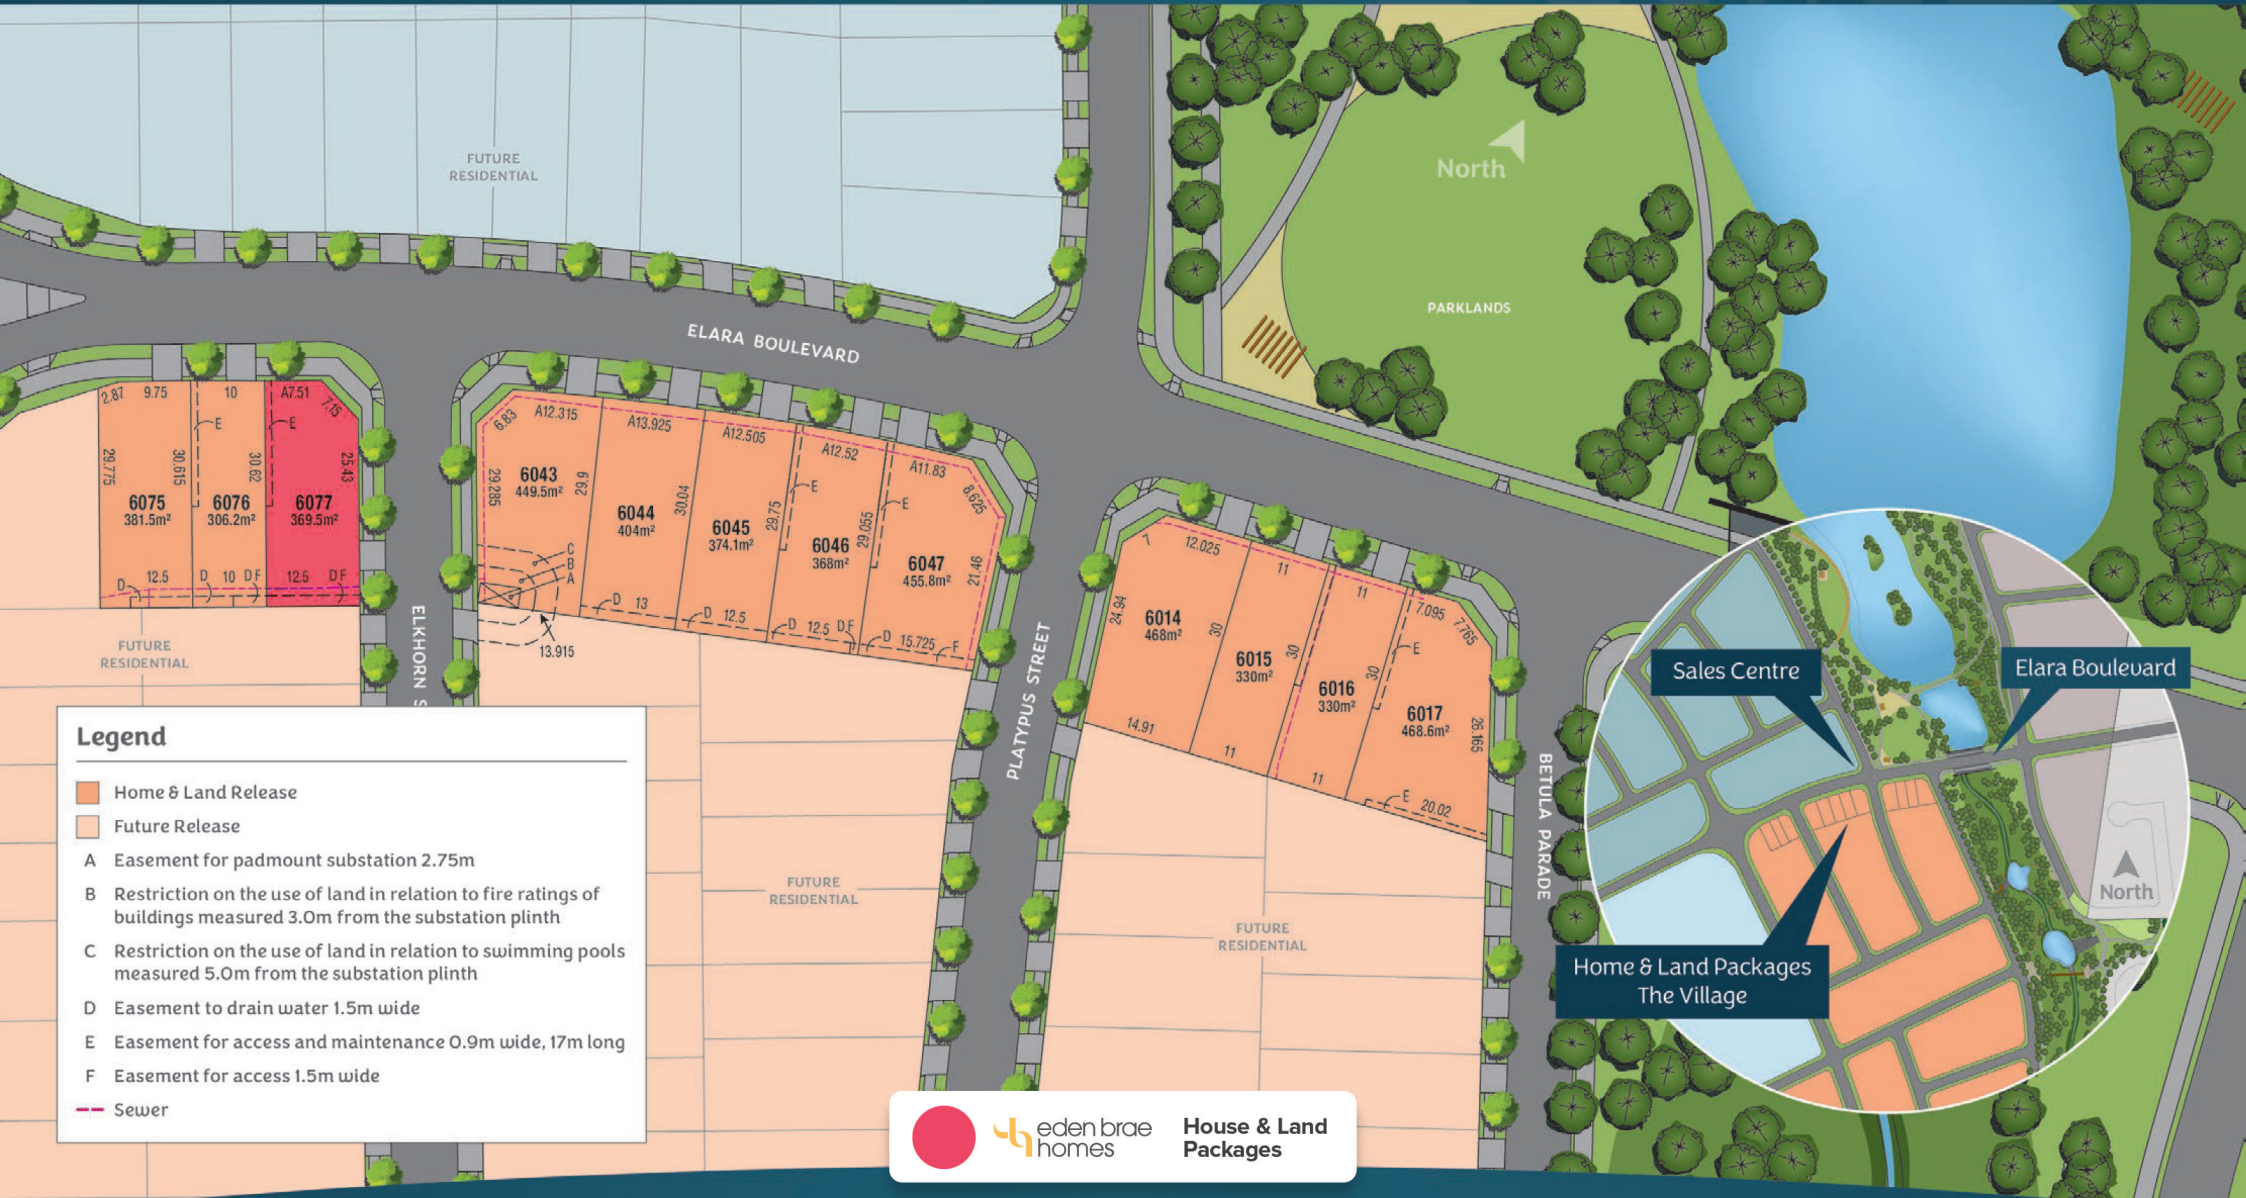 FUTURE
RESIDENTIAL
North
PARKLANDS
ELARA BOULEVARD
2.87
9.75
10
A7.51
7.15
E
E
29.775
30.615
30.602
25.43
6075
381.5m²
6076
306.2m²
6077
369.5m²
D
12.5
D
10
D F
12.5
D F
FUTURE
RESIDENTIAL
ELKHORN S
6.83
A12.315
A13.925
A12.505
A12.52
A11.83
8.625
29.285
29.9
30.04
29.75
29.055
21.46
E
E
6043
449.5m²
6044
404m²
6045
374.1m²
6046
368m²
6047
455.8m²
C
B
A
13.915
D
13
D
12.5
D
12.5
D.F
D
15.725
F
PLATYPUS STREET
7
12.025
11
11
7.095
7.765
24.94
30
30
30
26.165
E
6014
468m²
6015
330m²
6016
330m²
6017
468.6m²
14.91
11
11
E
20.02
BETULA PARADE
FUTURE
RESIDENTIAL
FUTURE
RESIDENTIAL
Sales Centre
Elara Boulevard
North
Home & Land Packages
The Village
Legend
Home & Land Release
Future Release
A Easement for padmount substation 2.75m
B Restriction on the use of land in relation to fire ratings of
buildings measured 3.0m from the substation plinth
C Restriction on the use of land in relation to swimming pools
measured 5.0m from the substation plinth
D Easement to drain water 1.5m wide
E Easement for access and maintenance 0.9m wide, 17m long
F Easement for access 1.5m wide
Sewer
eden brae
homes
House & Land
Packages